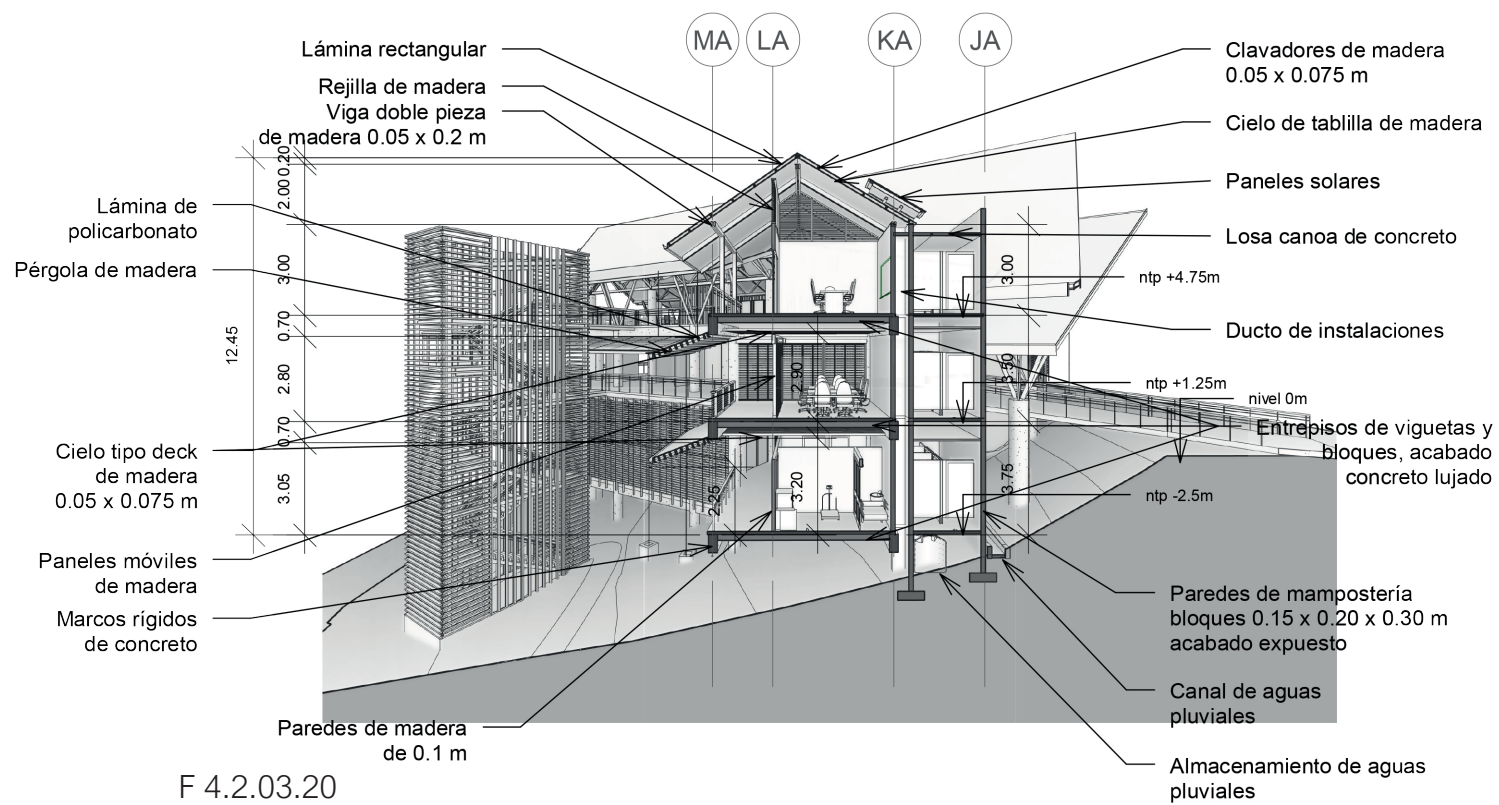 MA
LA
KA
JA
Lámina rectangular
Rejilla de madera
Viga doble pieza
de madera 0.05 x 0.2 m
Clavadores de madera
0.05 x 0.075 m
Cielo de tablilla de madera
Paneles solares
Losa canoa de concreto
ntp +4.75m
Ducto de instalaciones
ntp +1.25m
nivel 0m
Entrepisos de viguetas y
bloques, acabado
concreto lujado
ntp -2.5m
Paredes de mampostería
bloques 0.15 x 0.20 x 0.30 m
acabado expuesto
Canal de aguas
pluviales
Almacenamiento de aguas
pluviales
Lámina de
policarbonato
Pérgola de madera
Cielo tipo deck
de madera
0.05 x 0.075 m
Paneles móviles
de madera
Marcos rígidos
de concreto
Paredes de madera
de 0.1 m
12.45
0.20
2.00
3.00
0.70
2.80
0.70
3.05
2.90
2.25
3.20
3.00
3.50
3.75
F 4.2.03.20